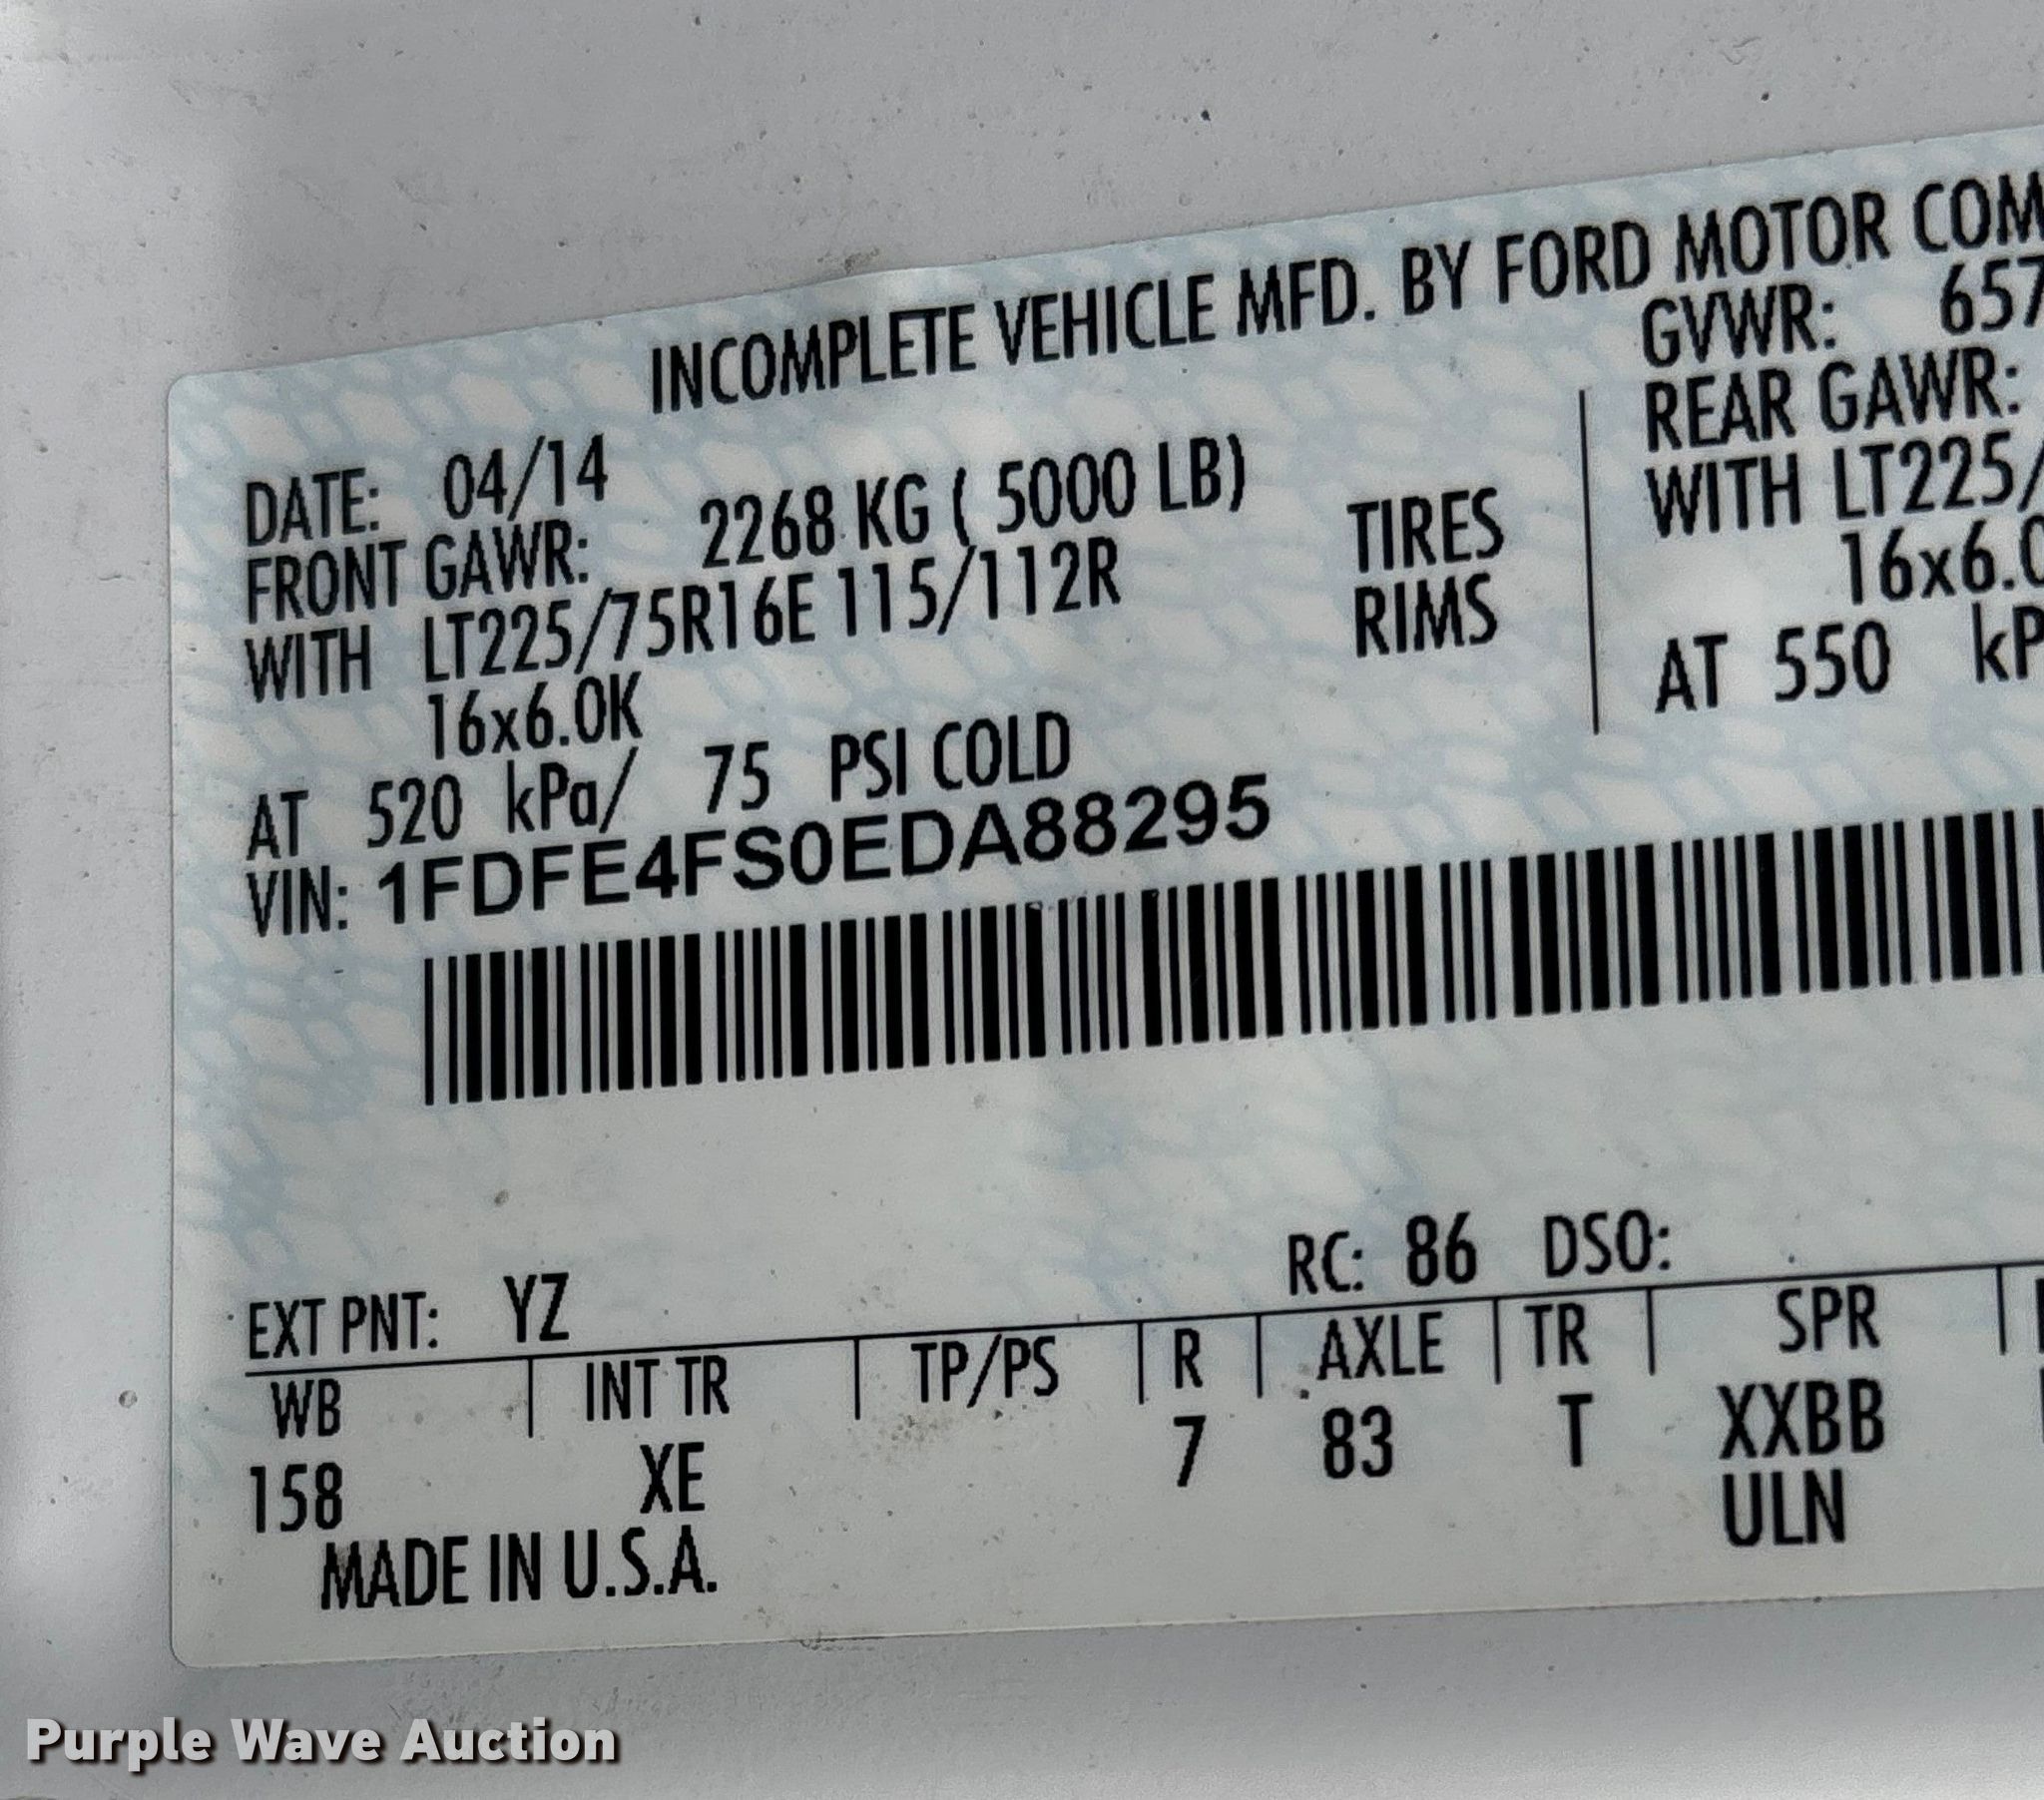 INCOMPLETE VEHICLE MFD. BY FORD MOTOR COM
DATE: 04/14
GVWR: 657
FRONT GAWR: 2268 KG ( 5000 LB)
REAR GAWR:
WITH LT225/75R16E 115/112R
TIRES
WITH LT225/
16x6.0K
RIMS
16x6.0
AT 520 kPa/ 75 PSI COLD
AT 550 kP
VIN: 1FDFE4FS0EDA88295
RC: 86 DSO:
EXT PNT: YZ
WB INT TR TP/PS R AXLE TR SPR
158 XE 7 83 T XXBB
ULN
MADE IN U.S.A.
Purple Wave Auction